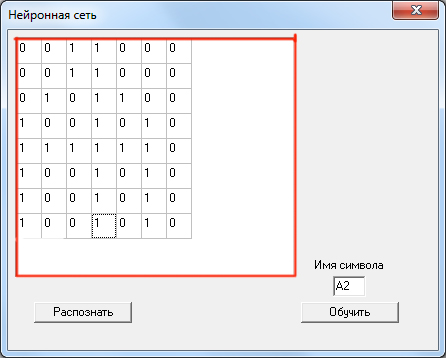 Нейронная сеть
0 0 1 1 0 0 0
0 0 1 1 0 0 0
0 1 0 1 1 0 0
1 0 0 1 0 1 0
1 1 1 1 1 1 0
1 0 0 1 0 1 0
1 0 0 1 0 1 0
1 0 0 1 0 1 0
Имя символа
A2
Распознать
Обучить